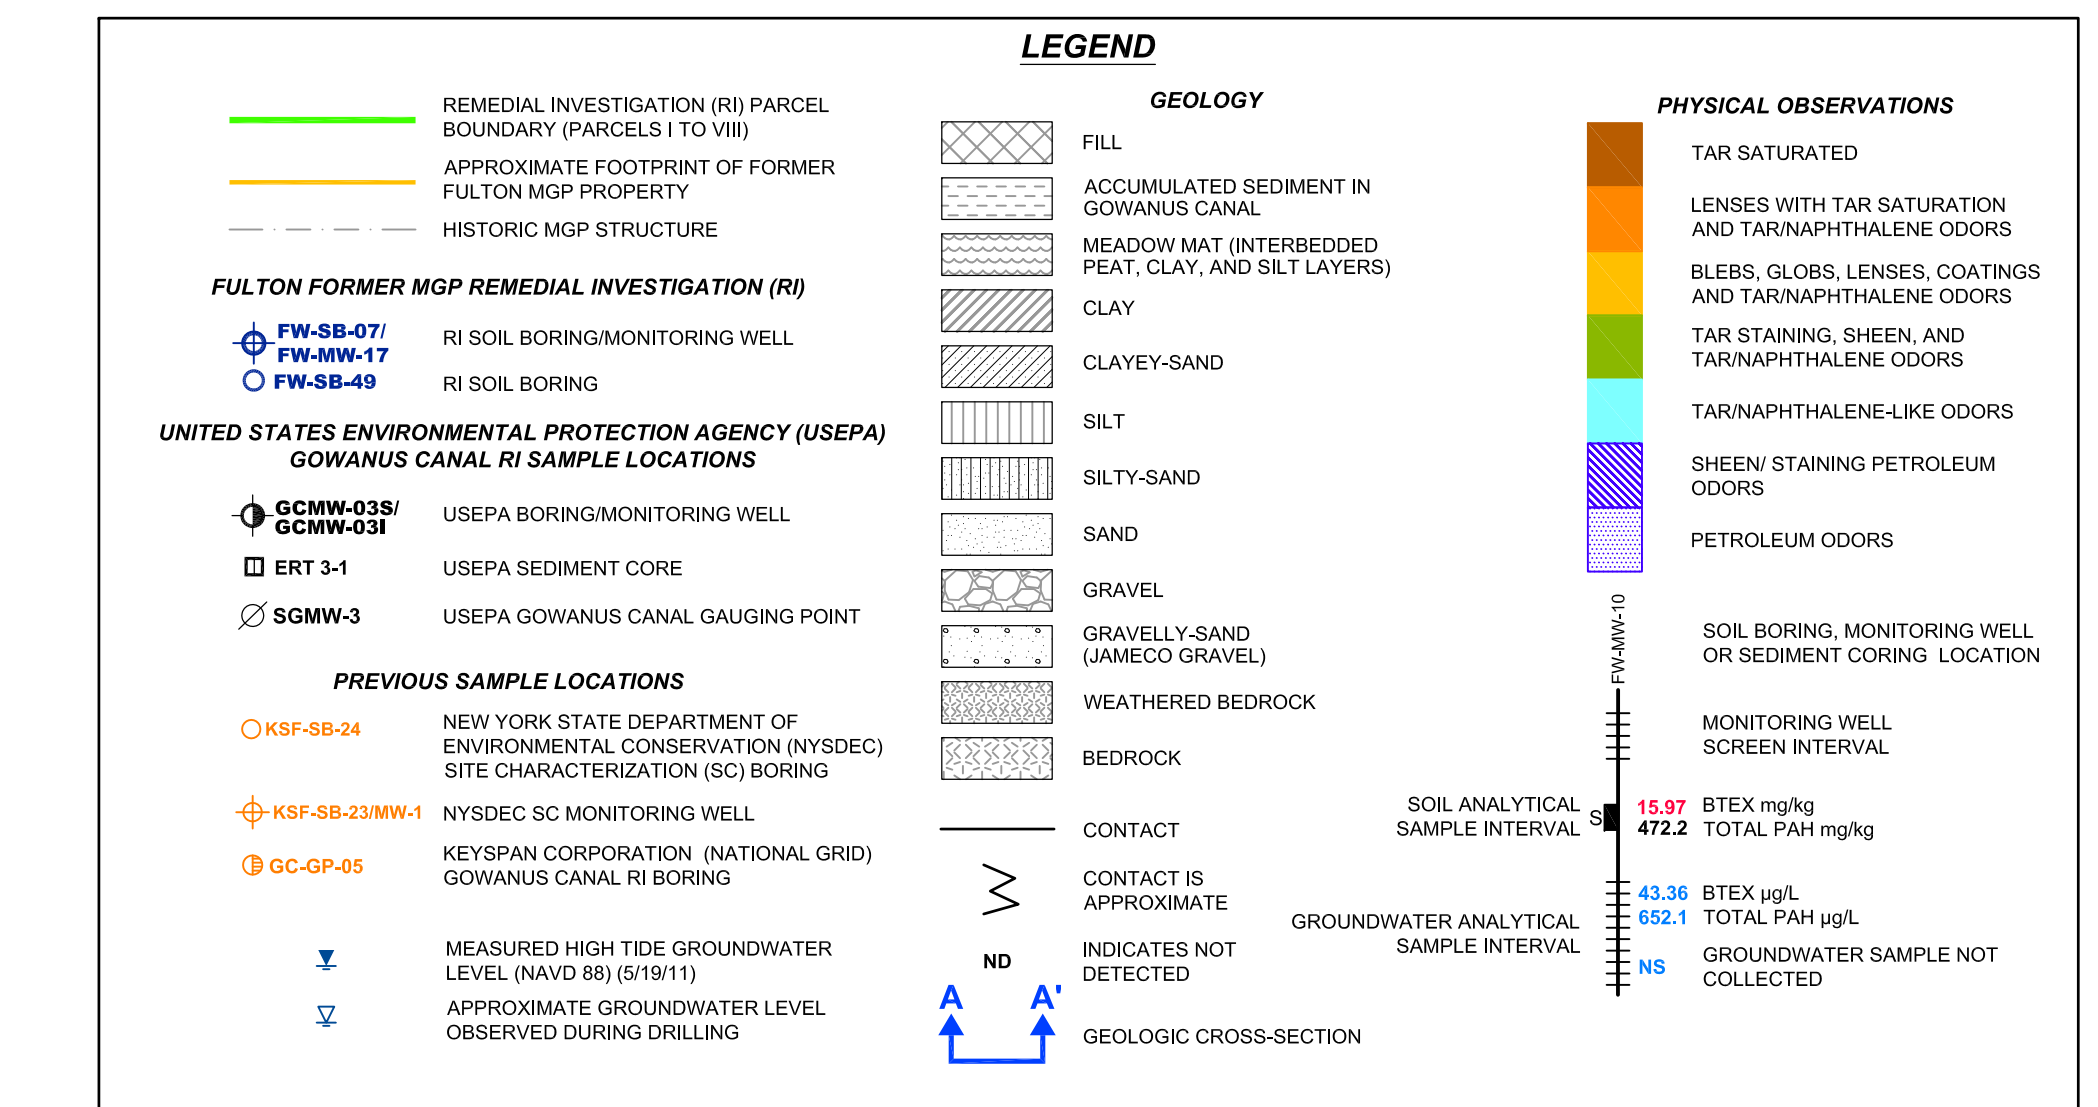 LEGEND
REMEDIAL INVESTIGATION (RI) PARCEL
BOUNDARY (PARCELS I TO VIII)
APPROXIMATE FOOTPRINT OF FORMER
FULTON MGP PROPERTY
HISTORIC MGP STRUCTURE
FULTON FORMER MGP REMEDIAL INVESTIGATION (RI)
FW-SB-07/
FW-MW-17
RI SOIL BORING/MONITORING WELL
FW-SB-49
RI SOIL BORING
UNITED STATES ENVIRONMENTAL PROTECTION AGENCY (USEPA)
GOWANUS CANAL RI SAMPLE LOCATIONS
GCMW-03S/
GCMW-03I
USEPA BORING/MONITORING WELL
ERT 3-1
USEPA SEDIMENT CORE
SGMW-3
USEPA GOWANUS CANAL GAUGING POINT
PREVIOUS SAMPLE LOCATIONS
KSF-SB-24
NEW YORK STATE DEPARTMENT OF
ENVIRONMENTAL CONSERVATION (NYSDEC)
SITE CHARACTERIZATION (SC) BORING
KSF-SB-23/MW-1
NYSDEC SC MONITORING WELL
GC-GP-05
KEYSPAN CORPORATION (NATIONAL GRID)
GOWANUS CANAL RI BORING
MEASURED HIGH TIDE GROUNDWATER
LEVEL (NAVD 88) (5/19/11)
APPROXIMATE GROUNDWATER LEVEL
OBSERVED DURING DRILLING
GEOLOGY
FILL
ACCUMULATED SEDIMENT IN
GOWANUS CANAL
MEADOW MAT (INTERBEDDED
PEAT, CLAY, AND SILT LAYERS)
CLAY
CLAYEY-SAND
SILT
SILTY-SAND
SAND
GRAVEL
GRAVELLY-SAND
(JAMECO GRAVEL)
WEATHERED BEDROCK
BEDROCK
CONTACT
CONTACT IS
APPROXIMATE
ND
INDICATES NOT
DETECTED
A A'
GEOLOGIC CROSS-SECTION
PHYSICAL OBSERVATIONS
TAR SATURATED
LENSES WITH TAR SATURATION
AND TAR/NAPHTHALENE ODORS
BLEBS, GLOBS, LENSES, COATINGS
AND TAR/NAPHTHALENE ODORS
TAR STAINING, SHEEN, AND
TAR/NAPHTHALENE ODORS
TAR/NAPHTHALENE-LIKE ODORS
SHEEN/ STAINING PETROLEUM
ODORS
PETROLEUM ODORS
FW-MW-10
SOIL BORING, MONITORING WELL
OR SEDIMENT CORING LOCATION
MONITORING WELL
SCREEN INTERVAL
SOIL ANALYTICAL
SAMPLE INTERVAL
S
15.97 BTEX mg/kg
472.2 TOTAL PAH mg/kg
GROUNDWATER ANALYTICAL
SAMPLE INTERVAL
43.36 BTEX µg/L
652.1 TOTAL PAH µg/L
NS
GROUNDWATER SAMPLE NOT
COLLECTED